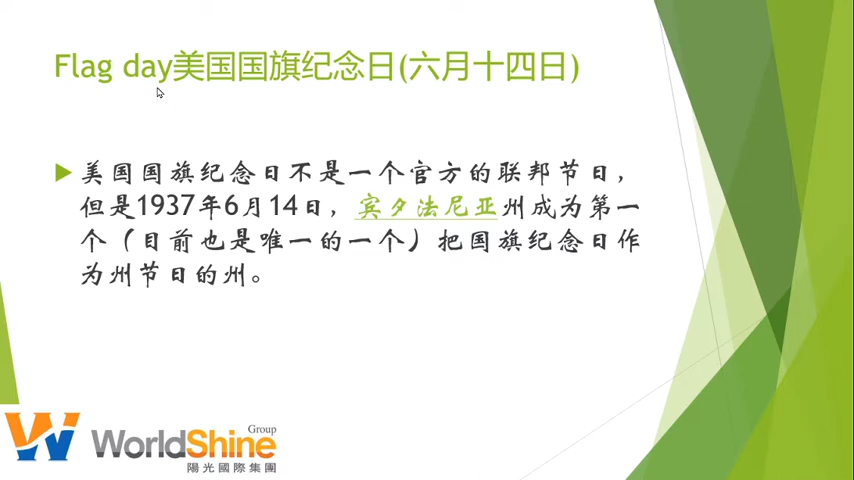 Flag day美国国旗纪念日(六月十四日)
美国国旗纪念日不是一个官方的联邦节日，
但是1937年6月14日，宾夕法尼亚州成为第一
个（目前也是唯一的一个）把国旗纪念日作
为州节日的州。
Group
WorldShine
陽光國際集團